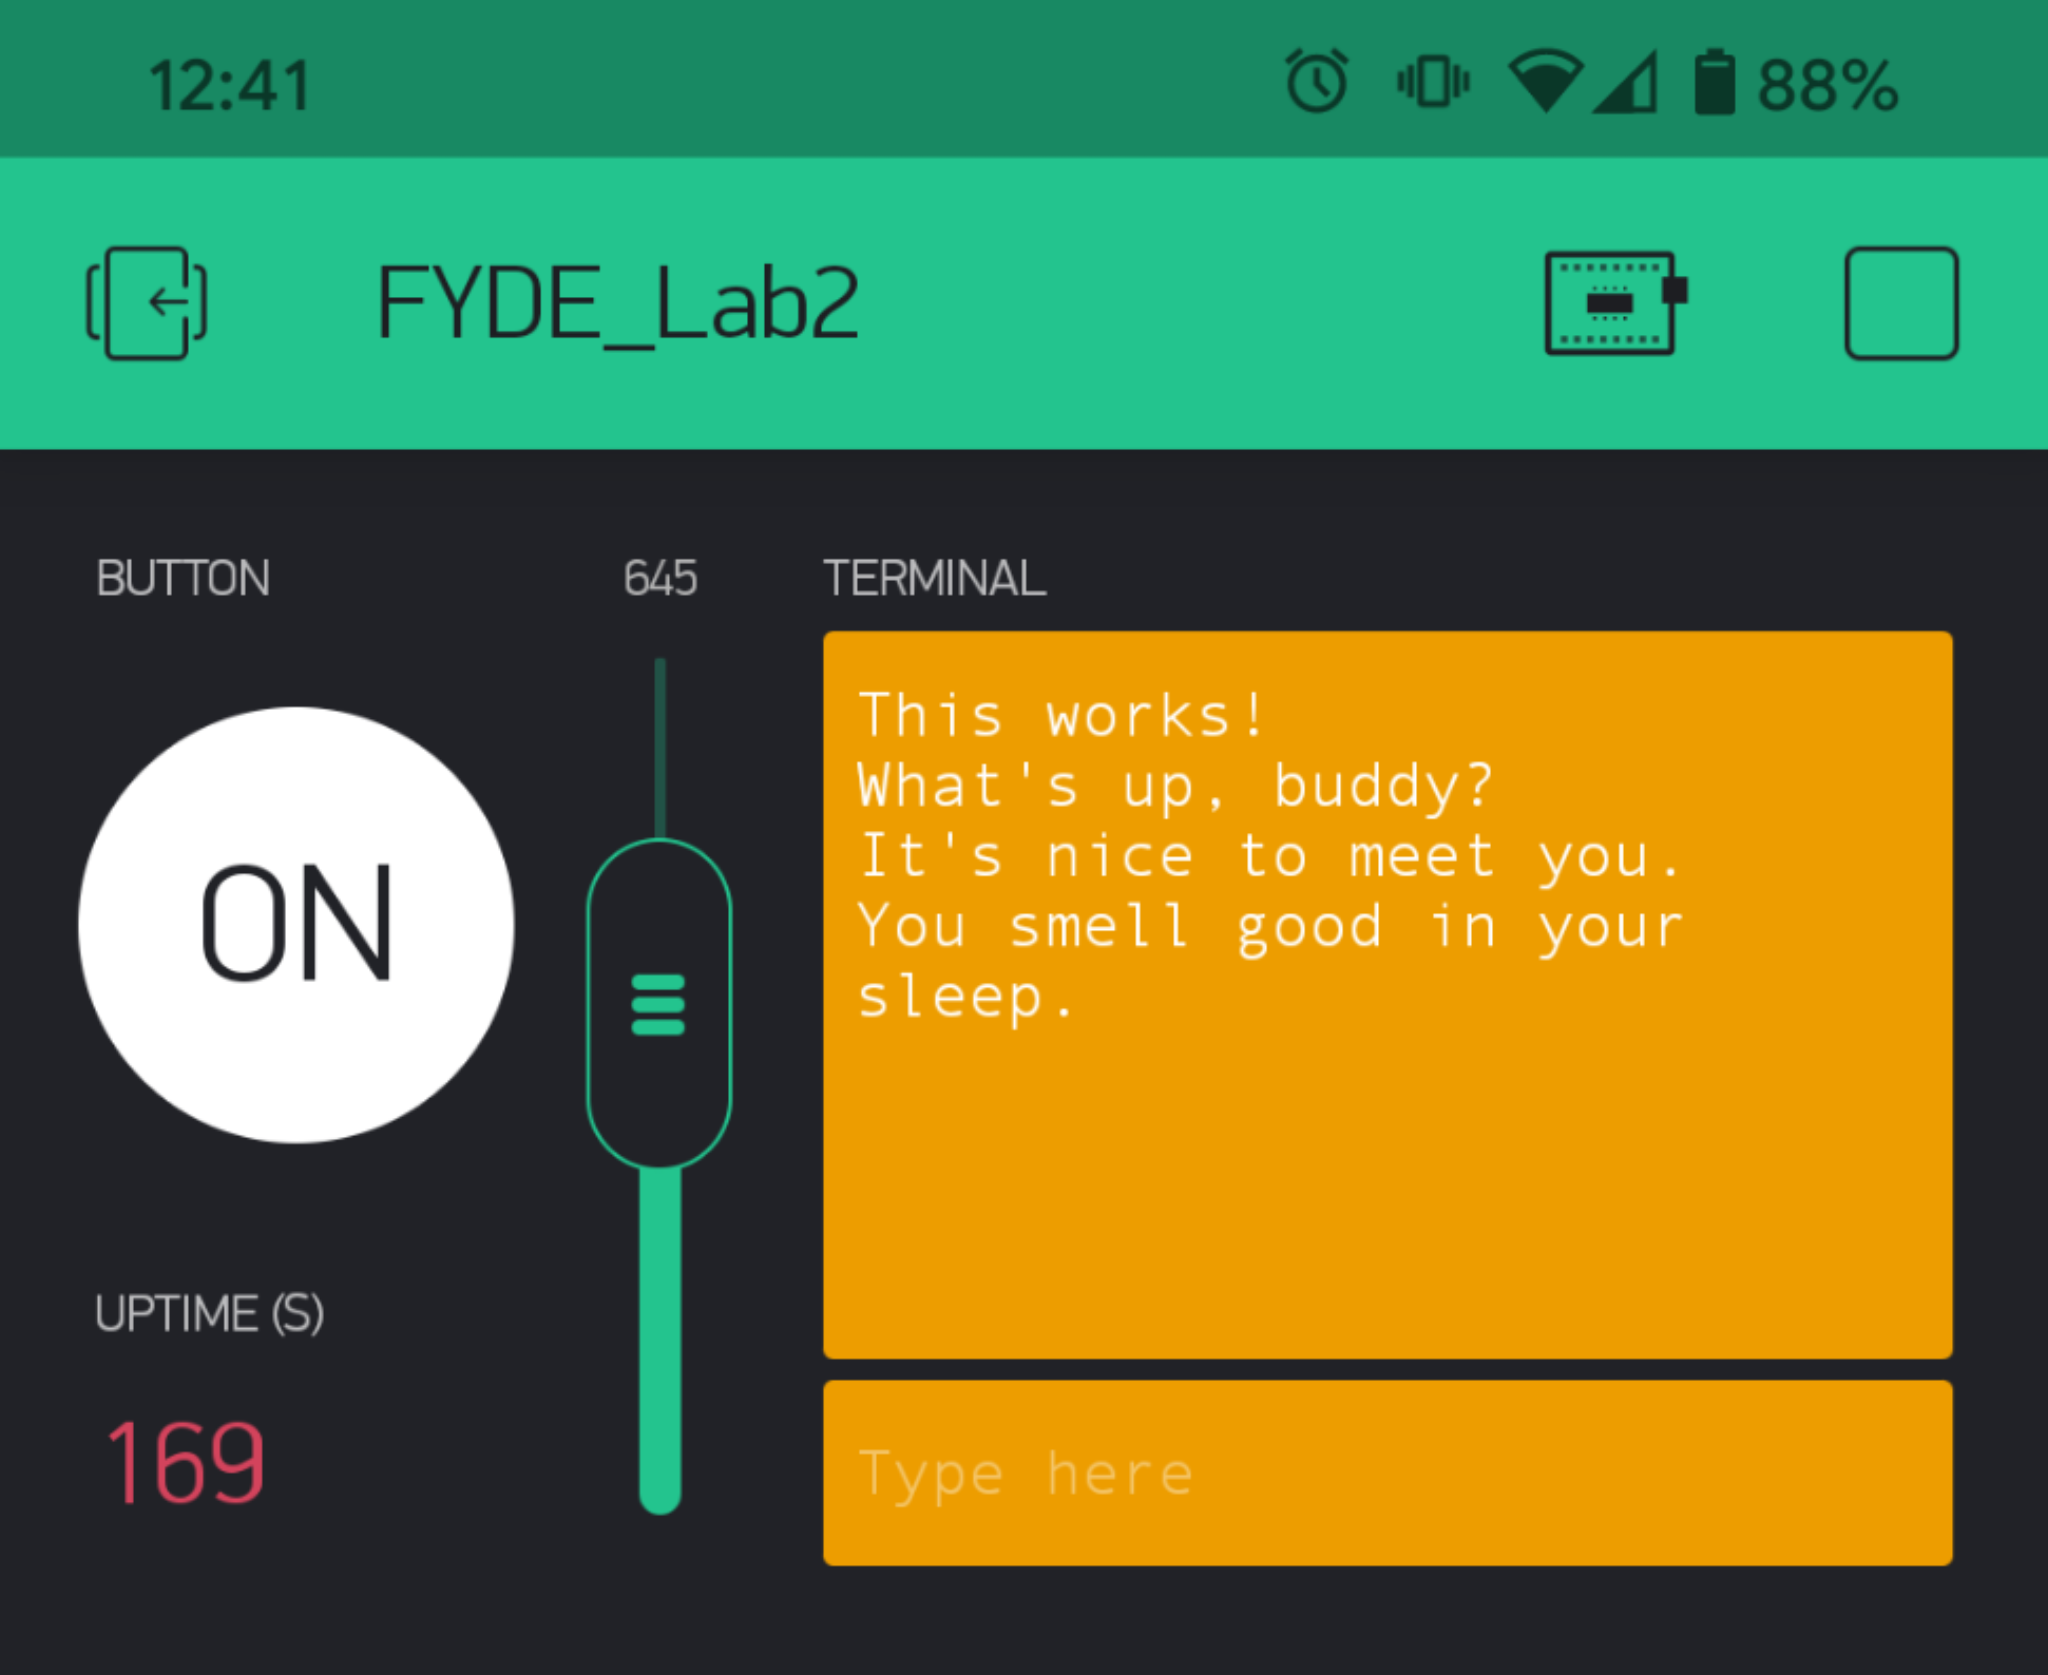 12:41 88%
FYDE_Lab2
BUTTON 645 TERMINAL
This works!
What's up, buddy?
It's nice to meet you.
You smell good in your
sleep.
ON
UPTIME (S)
169
Type here